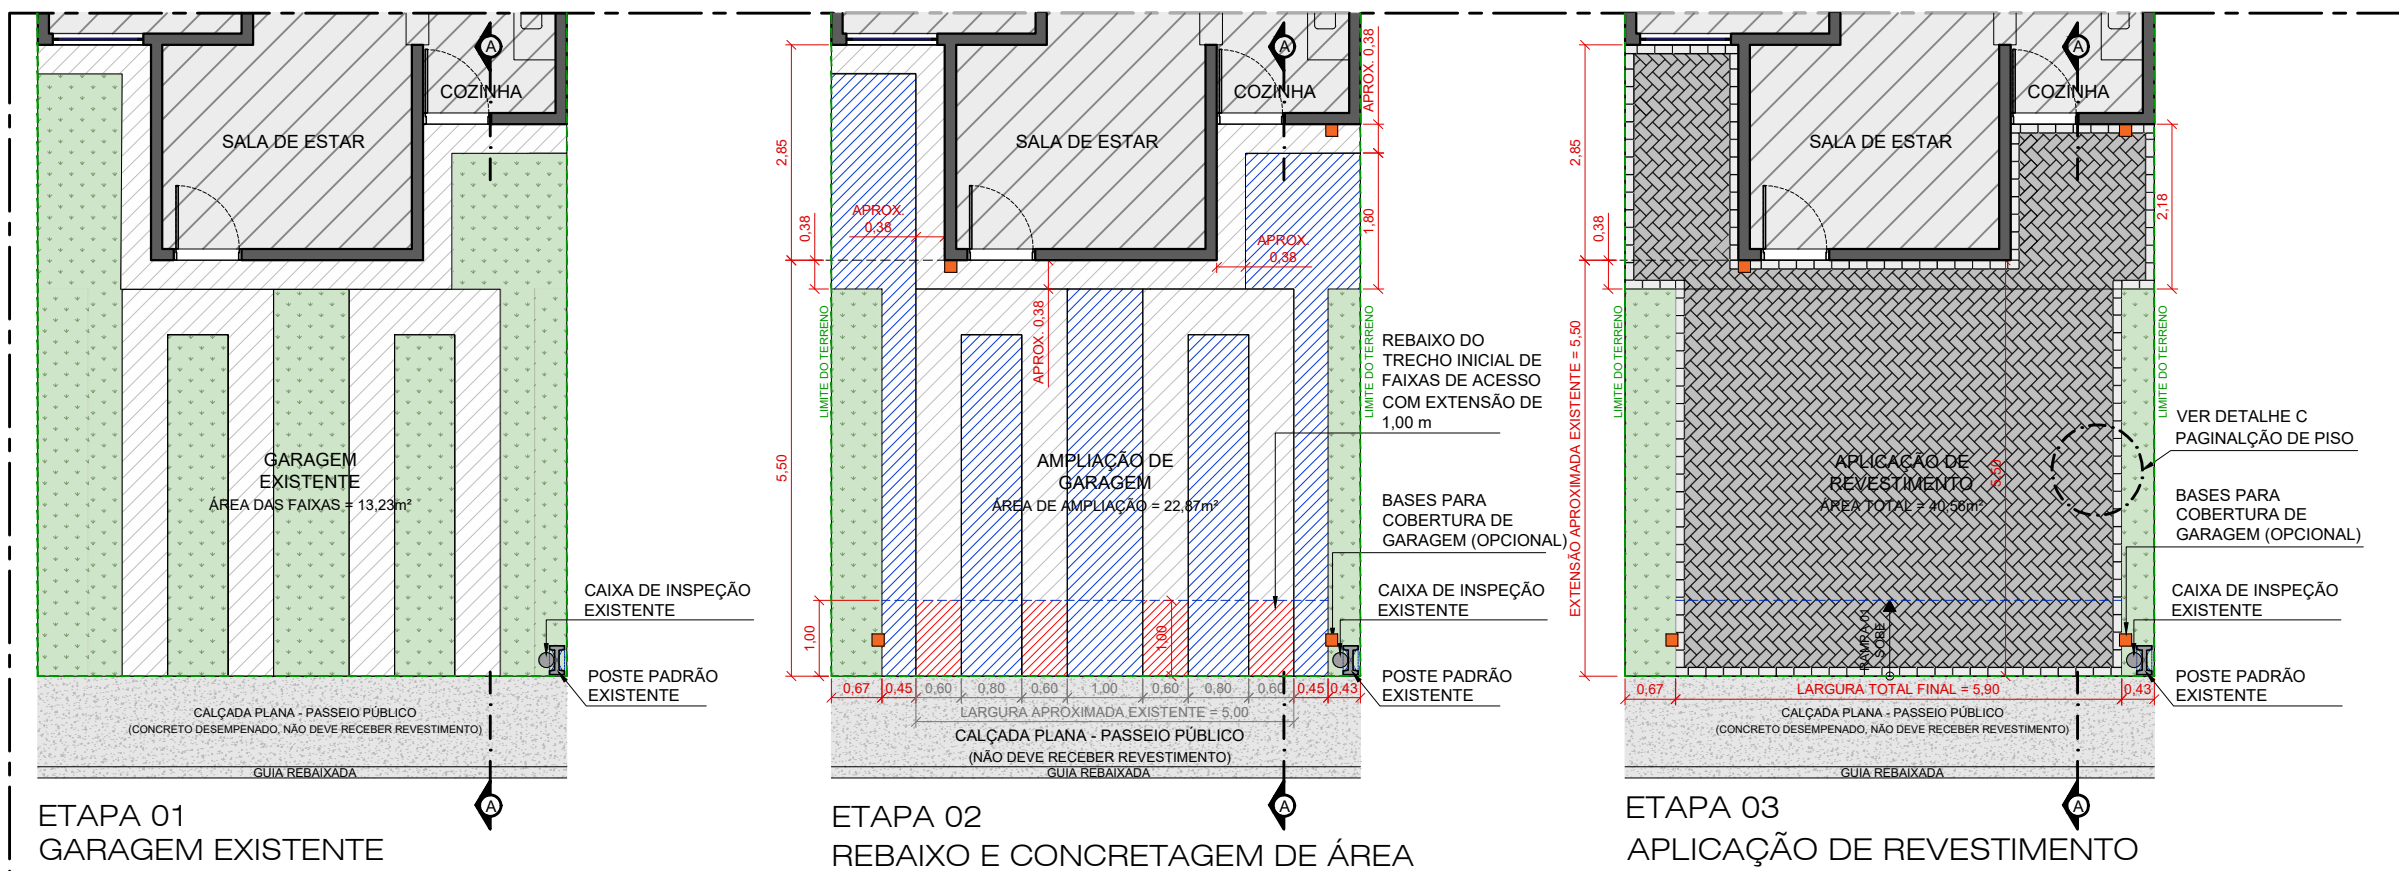 A
COZINHA
SALA DE ESTAR
GARAGEM
EXISTENTE
ÁREA DAS FAIXAS = 13,23m²
CAIXA DE INSPEÇÃO
EXISTENTE
POSTE PADRÃO
EXISTENTE
CALÇADA PLANA - PASSEIO PÚBLICO
(CONCRETO DESEMPENADO, NÃO DEVE RECEBER REVESTIMENTO)
GUIA REBAIXADA
A
ETAPA 01
GARAGEM EXISTENTE
A
COZINHA
SALA DE ESTAR
APROX. 0,38
2,85
0,38
APROX.
0,38
APROX.
0,38
1,80
APROX. 0,38
LIMITE DO TERRENO
LIMITE DO TERRENO
5,50
REBAIXO DO
TRECHO INICIAL DE
FAIXAS DE ACESSO
COM EXTENSÃO DE
1,00 m
AMPLIAÇÃO DE
GARAGEM
ÁREA DE AMPLIAÇÃO = 22,87m²
BASES PARA
COBERTURA DE
GARAGEM (OPCIONAL)
CAIXA DE INSPEÇÃO
EXISTENTE
1,00
1,00
POSTE PADRÃO
EXISTENTE
0,67 0,45 0,60 0,80 0,60 1,00 0,60 0,80 0,60 0,45 0,43
LARGURA APROXIMADA EXISTENTE = 5,00
CALÇADA PLANA - PASSEIO PÚBLICO
(NÃO DEVE RECEBER REVESTIMENTO)
GUIA REBAIXADA
A
ETAPA 02
REBAIXO E CONCRETAGEM DE ÁREA
A
COZINHA
SALA DE ESTAR
2,85
0,38
2,18
LIMITE DO TERRENO
LIMITE DO TERRENO
EXTENSÃO APROXIMADA EXISTENTE = 5,50
VER DETALHE C
PAGINALÇÃO DE PISO
APLICAÇÃO DE
REVESTIMENTO
ÁREA TOTAL = 40,56m²
5,50
BASES PARA
COBERTURA DE
GARAGEM (OPCIONAL)
CAIXA DE INSPEÇÃO
EXISTENTE
RAMPA 01
SOBE
POSTE PADRÃO
EXISTENTE
0,67 LARGURA TOTAL FINAL = 5,90 0,43
CALÇADA PLANA - PASSEIO PÚBLICO
(CONCRETO DESEMPENADO, NÃO DEVE RECEBER REVESTIMENTO)
GUIA REBAIXADA
A
ETAPA 03
APLICAÇÃO DE REVESTIMENTO